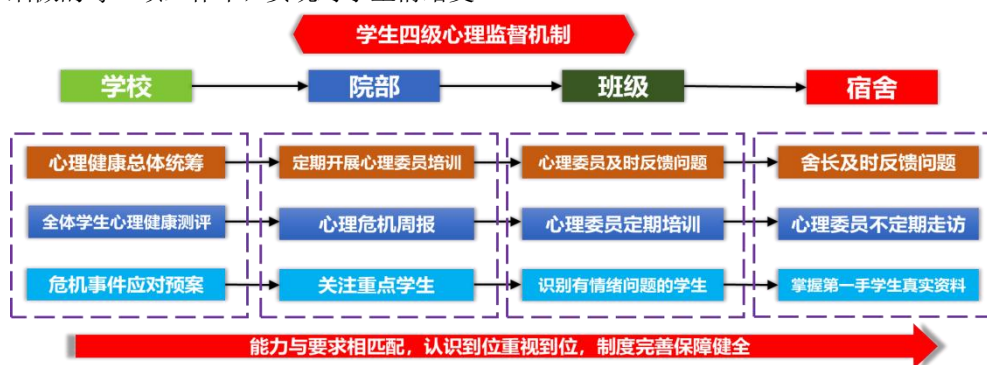 学生四级心理监督机制
学校 院部 班级 宿舍
心理健康总体统筹 定期开展心理委员培训 心理委员及时反馈问题 舍长及时反馈问题
全体学生心理健康测评 心理危机周报 心理委员定期培训 心理委员不定期走访
危机事件应对预案 关注重点学生 识别有情绪问题的学生 掌握第一手学生真实资料
能力与要求相匹配，认识到位重视到位，制度完善保障健全